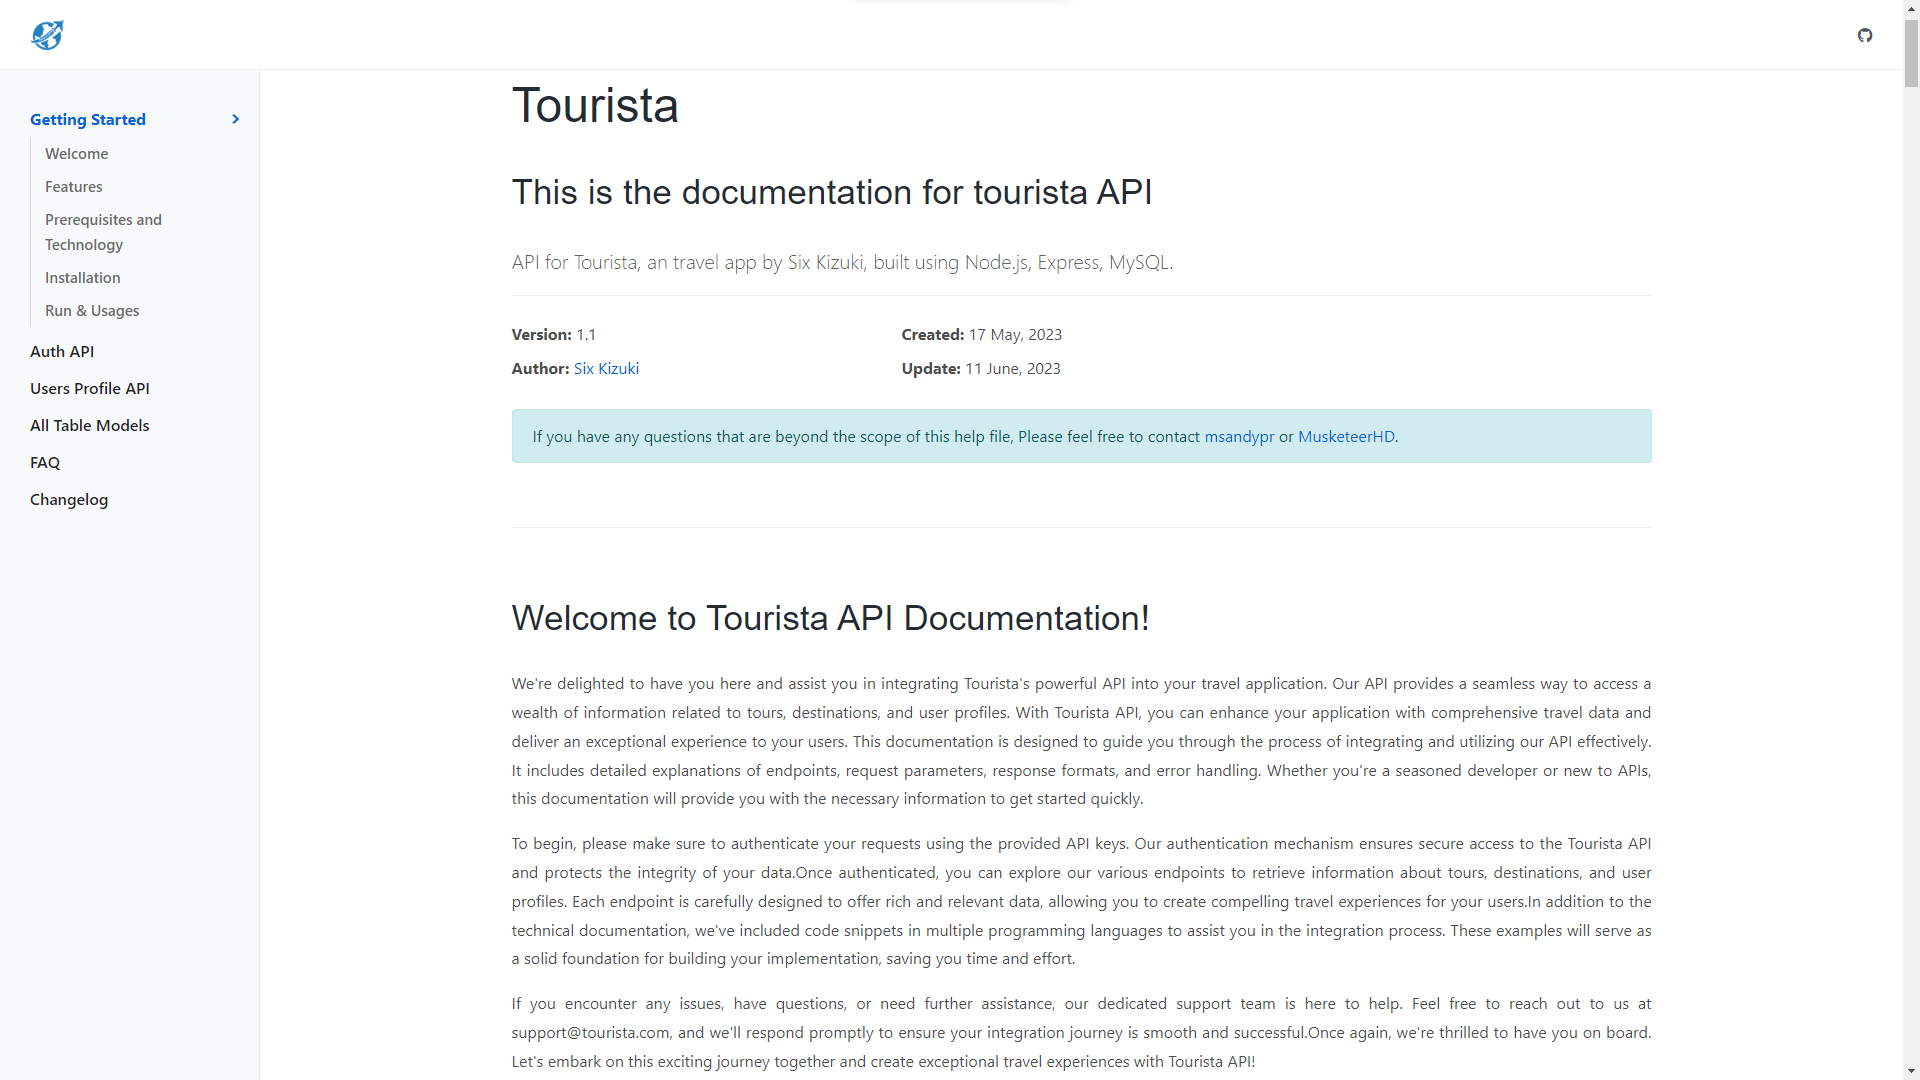 Getting Started
Welcome
Features
Prerequisites and
Technology
Installation
Run & Usages
Auth API
Users Profile API
All Table Models
FAQ
Changelog
Tourista
This is the documentation for tourista API
API for Tourista, an travel app by Six Kizuki, built using Node.js, Express, MySQL.
Version: 1.1
Created: 17 May, 2023
Author: Six Kizuki
Update: 11 June, 2023
If you have any questions that are beyond the scope of this help file, Please feel free to contact msandypr or MusketeerHD.
Welcome to Tourista API Documentation!
We're delighted to have you here and assist you in integrating Tourista's powerful API into your travel application. Our API provides a seamless way to access a
wealth of information related to tours, destinations, and user profiles. With Tourista API, you can enhance your application with comprehensive travel data and
deliver an exceptional experience to your users. This documentation is designed to guide you through the process of integrating and utilizing our API effectively.
It includes detailed explanations of endpoints, request parameters, response formats, and error handling. Whether you're a seasoned developer or new to APIs,
this documentation will provide you with the necessary information to get started quickly.
To begin, please make sure to authenticate your requests using the provided API keys. Our authentication mechanism ensures secure access to the Tourista API
and protects the integrity of your data.Once authenticated, you can explore our various endpoints to retrieve information about tours, destinations, and user
profiles. Each endpoint is carefully designed to offer rich and relevant data, allowing you to create compelling travel experiences for your users.In addition to the
technical documentation, we've included code snippets in multiple programming languages to assist you in the integration process. These examples will serve as
a solid foundation for building your implementation, saving you time and effort.
If you encounter any issues, have questions, or need further assistance, our dedicated support team is here to help. Feel free to reach out to us at
support@tourista.com, and we'll respond promptly to ensure your integration journey is smooth and successful.Once again, we're thrilled to have you on board.
Let's embark on this exciting journey together and create exceptional travel experiences with Tourista API!